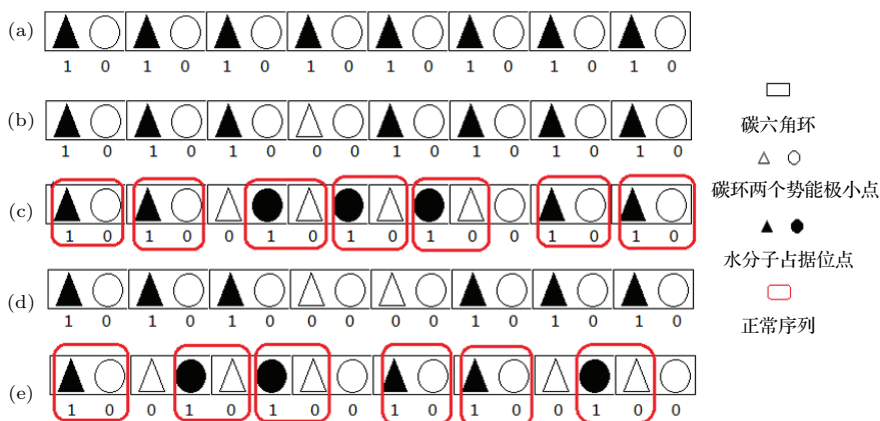 (a)
1 0 1 0 1 0 1 0 1 0 1 0 1 0 1 0
(b)
1 0 1 0 1 0 0 0 1 0 1 0 1 0 1 0
(c)
1 0 1 0 0 1 0 1 0 1 0 0 1 0 1 0
(d)
1 0 1 0 1 0 0 0 0 0 1 0 1 0 1 0
(e)
1 0 0 1 0 1 0 0 1 0 1 0 0 1 0 0
碳六角环
碳环两个势能极小点
水分子占据位点
正常序列